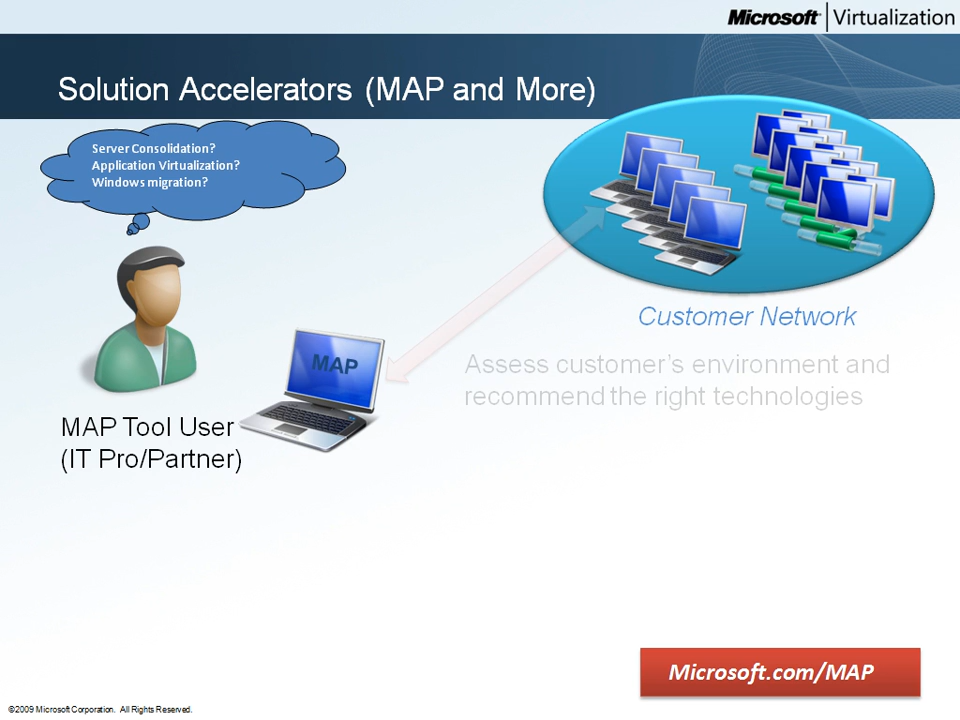 Microsoft | Virtualization
Solution Accelerators (MAP and More)
Server Consolidation?
Application Virtualization?
Windows migration?
Customer Network
MAP
Assess customer's environment and
recommend the right technologies
MAP Tool User
(IT Pro/Partner)
Microsoft.com/MAP
©2009 Microsoft Corporation. All Rights Reserved.